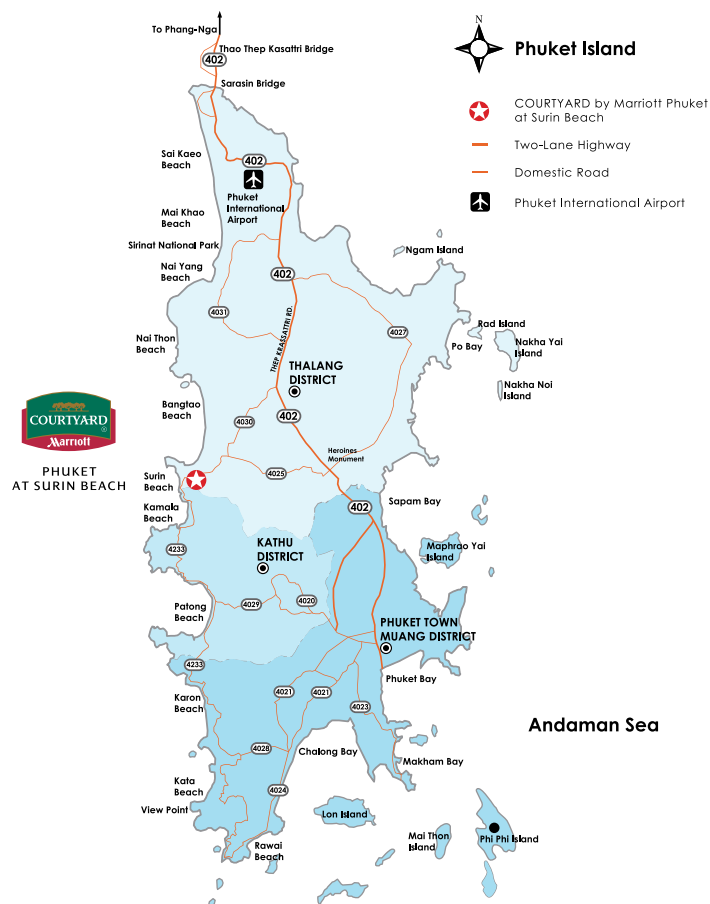 To Phang-Nga
Thao Thep Kasattri Bridge
402
Sarasin Bridge
N
Phuket Island
COURTYARD by Marriott Phuket
at Surin Beach
Two-Lane Highway
Domestic Road
Phuket International Airport
Sai Kaeo
Beach
402
Phuket
International
Airport
Mai Khao
Beach
Sirinat National Park
Nai Yang
Beach
402
Ngam Island
4031
THEP KRASSATTRI RD.
4027
Rad Island
Po Bay
Nakha Yai
Island
Nai Thon
Beach
THALANG
DISTRICT
Nakha Noi
Island
Bangtao
Beach
402
4030
COURTYARD
®
Marriott
PHUKET
AT SURIN BEACH
Heroines
Monument
Surin
Beach
4025
Kamala
Beach
402
Sapam Bay
4233
KATHU
DISTRICT
Maphrao Yai
Island
Patong
Beach
4029
4020
PHUKET TOWN
MUANG DISTRICT
4233
Phuket Bay
Karon
Beach
4021
4021
4023
Andaman Sea
4028
Chalong Bay
Makham Bay
Kata
Beach
4024
View Point
Lon Island
Mai Thon
Island
Phi Phi Island
Rawai
Beach